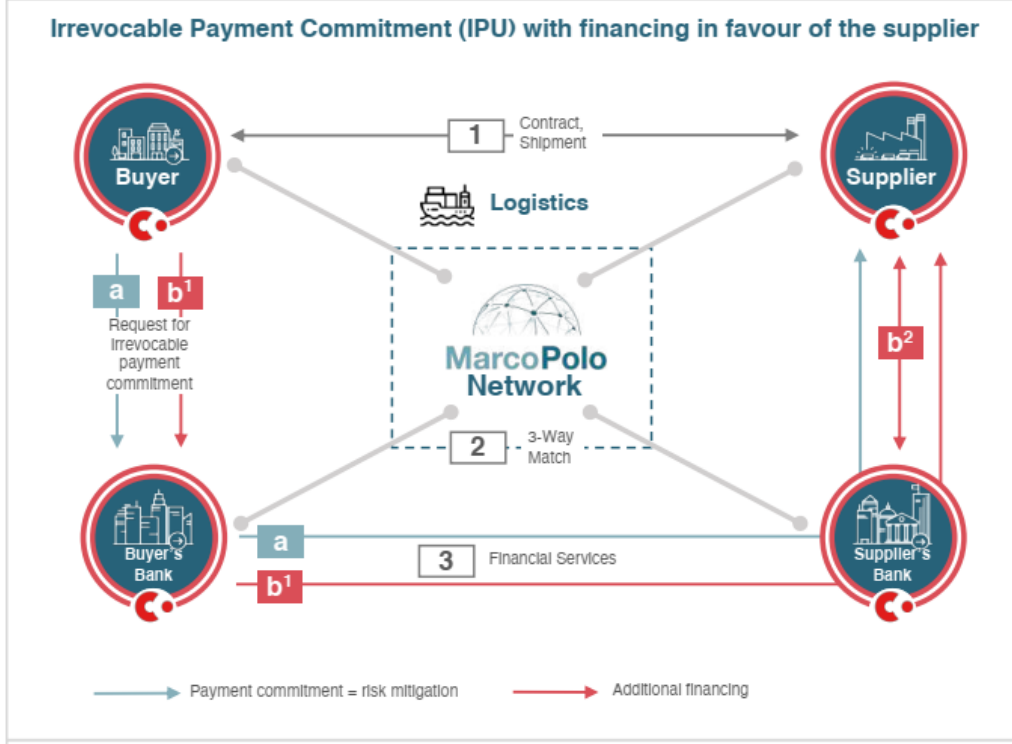 Irrevocable Payment Commitment (IPU) with financing in favour of the supplier
1
Contract,
Shipment
Buyer
Supplier
Logistics
a
b¹
Request for
irrevocable
payment
commitment
b²
MarcoPolo
Network
2
3-Way
Match
Buyer's
Bank
a
3
Financial Services
b¹
Supplier's
Bank
Payment commitment = risk mitigation
Additional financing